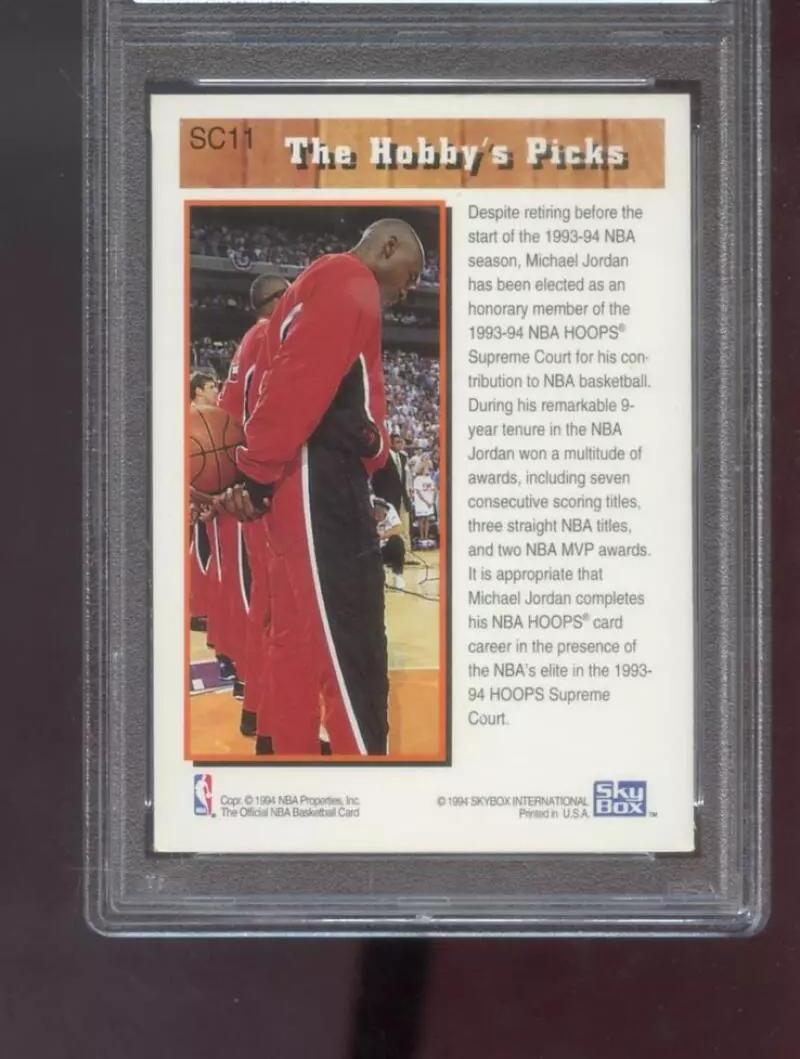 SC11
The Hobby's Picks
Despite retiring before the
start of the 1993-94 NBA
season, Michael Jordan
has been elected as an
honorary member of the
1993-94 NBA HOOPS®
Supreme Court for his con-
tribution to NBA basketball.
During his remarkable 9-
year tenure in the NBA
Jordan won a multitude of
awards, including seven
consecutive scoring titles,
three straight NBA titles,
and two NBA MVP awards.
It is appropriate that
Michael Jordan completes
his NBA HOOPS® card
career in the presence of
the NBA's elite in the 1993-
94 HOOPS Supreme
Court.
NBA
Copr. © 1994 NBA Properties, Inc.
The Official NBA Basketball Card
© 1994 SKYBOX INTERNATIONAL
Printed in U.S.A.
Sky
Box™